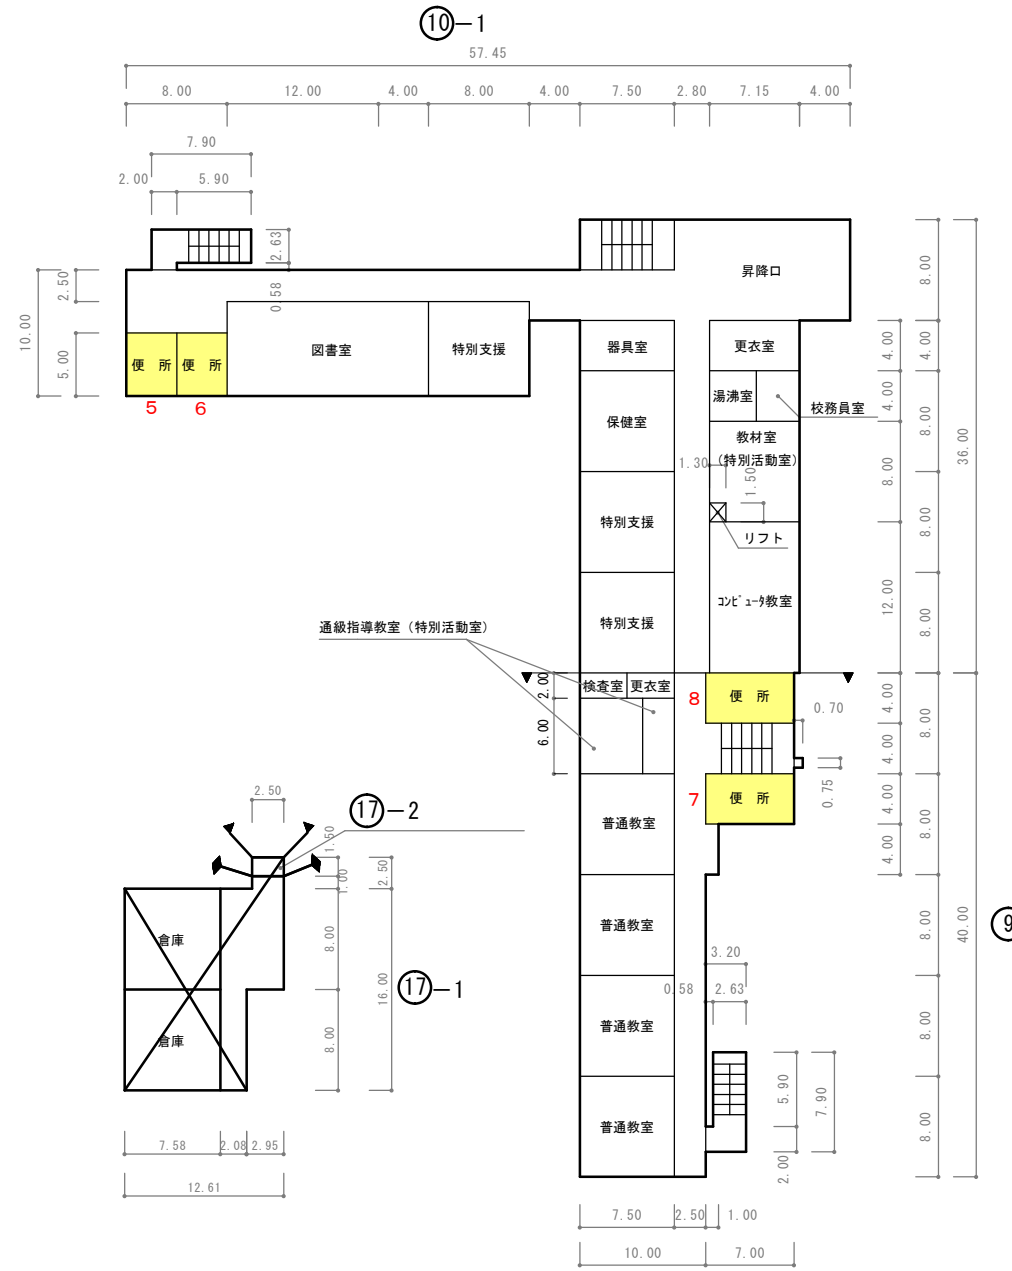 ⑩-1
57.45
8.00 12.00 4.00 8.00 4.00 7.50 2.80 7.15 4.00
7.90
2.00 5.90
2.63
0.58
10.00
2.50
5.00
8.00
昇降口
36.00
図書室
特別支援
便 所
便 所
5
6
器具室
更衣室
4.00
4.00
保健室
湯沸室
校務員室
4.00
8.00
教材室
(特別活動室)
1.30
1.50
8.00
リフト
特別支援
8.00
コンピュータ教室
12.00
特別支援
8.00
通級指導教室(特別活動室)
2.00
検査室
更衣室
8
便 所
4.00
8.00
6.00
0.70
4.00
0.75
7
便 所
4.00
普通教室
8.00
4.00
2.50
⑰-2
1.50
1.00
2.50
倉庫
8.00
16.00
⑰-1
倉庫
8.00
7.58 2.08 2.95
12.61
普通教室
8.00
40.00
⑨
3.20
0.58 2.63
普通教室
8.00
5.90
7.90
普通教室
8.00
2.00
7.50 2.50 1.00
10.00 7.00